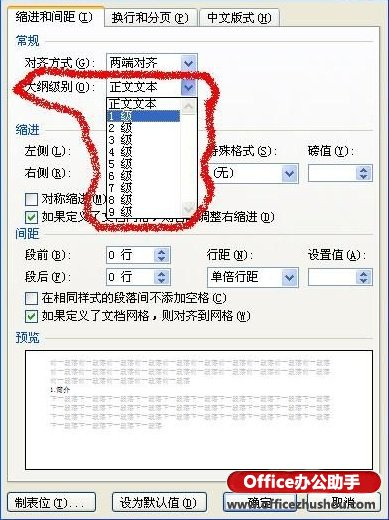 缩进和间距(I) 换行和分页(P) 中文版式(H)
常规
对齐方式(G): 两端对齐
大纲级别(O): 正文文本
正文文本
1 级
2 级
3 级
4 级
5 级
6 级
7 级
8 级
9 级
缩进
左侧(L): 特殊格式(S): 磅值(Y):
右侧(R): (无)
对称缩进
如果定义了文档网格，则自动调整右缩进(D)
间距
段前(B): 0 行 行距(N): 设置值(A):
段后(F): 0 行 单倍行距
在相同样式的段落间不添加空格(C)
如果定义了文档网格，则对齐到网格(W)
预览
1.简介
Office办公助手
制表位(T)... 设为默认值(D) 确定 取消
www.officezhushou.com